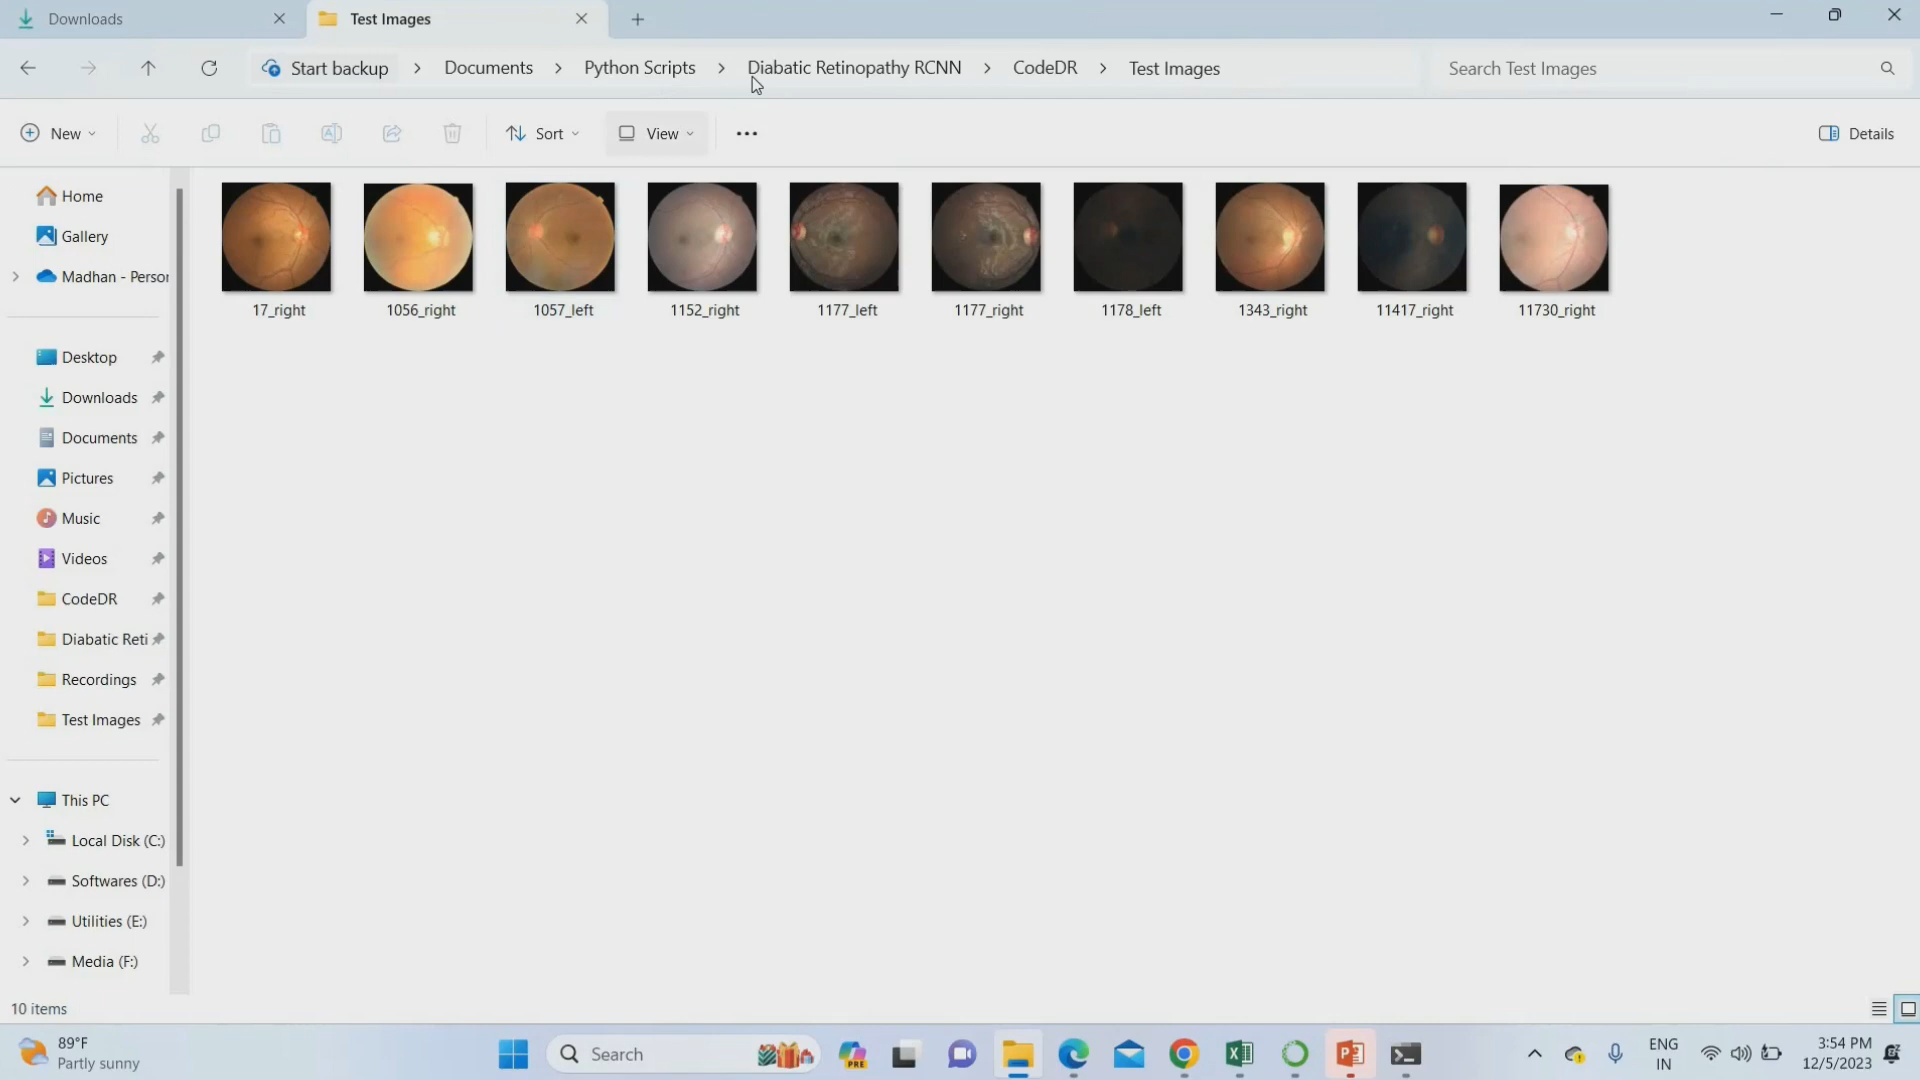 Downloads
Test Images
Start backup > Documents > Python Scripts > Diabatic Retinopathy RCNN > CodeDR > Test Images
Search Test Images
New
Sort
View
Details
Home
Gallery
Madhan - Person
Desktop
Downloads
Documents
Pictures
Music
Videos
CodeDR
Diabatic Reti
Recordings
Test Images
This PC
Local Disk (C:)
Softwares (D:)
Utilities (E:)
Media (F:)
17_right
1056_right
1057_left
1152_right
1177_left
1177_right
1178_left
1343_right
11417_right
11730_right
10 items
89°F
Partly sunny
Search
PRE
ENG
IN
3:54 PM
12/5/2023